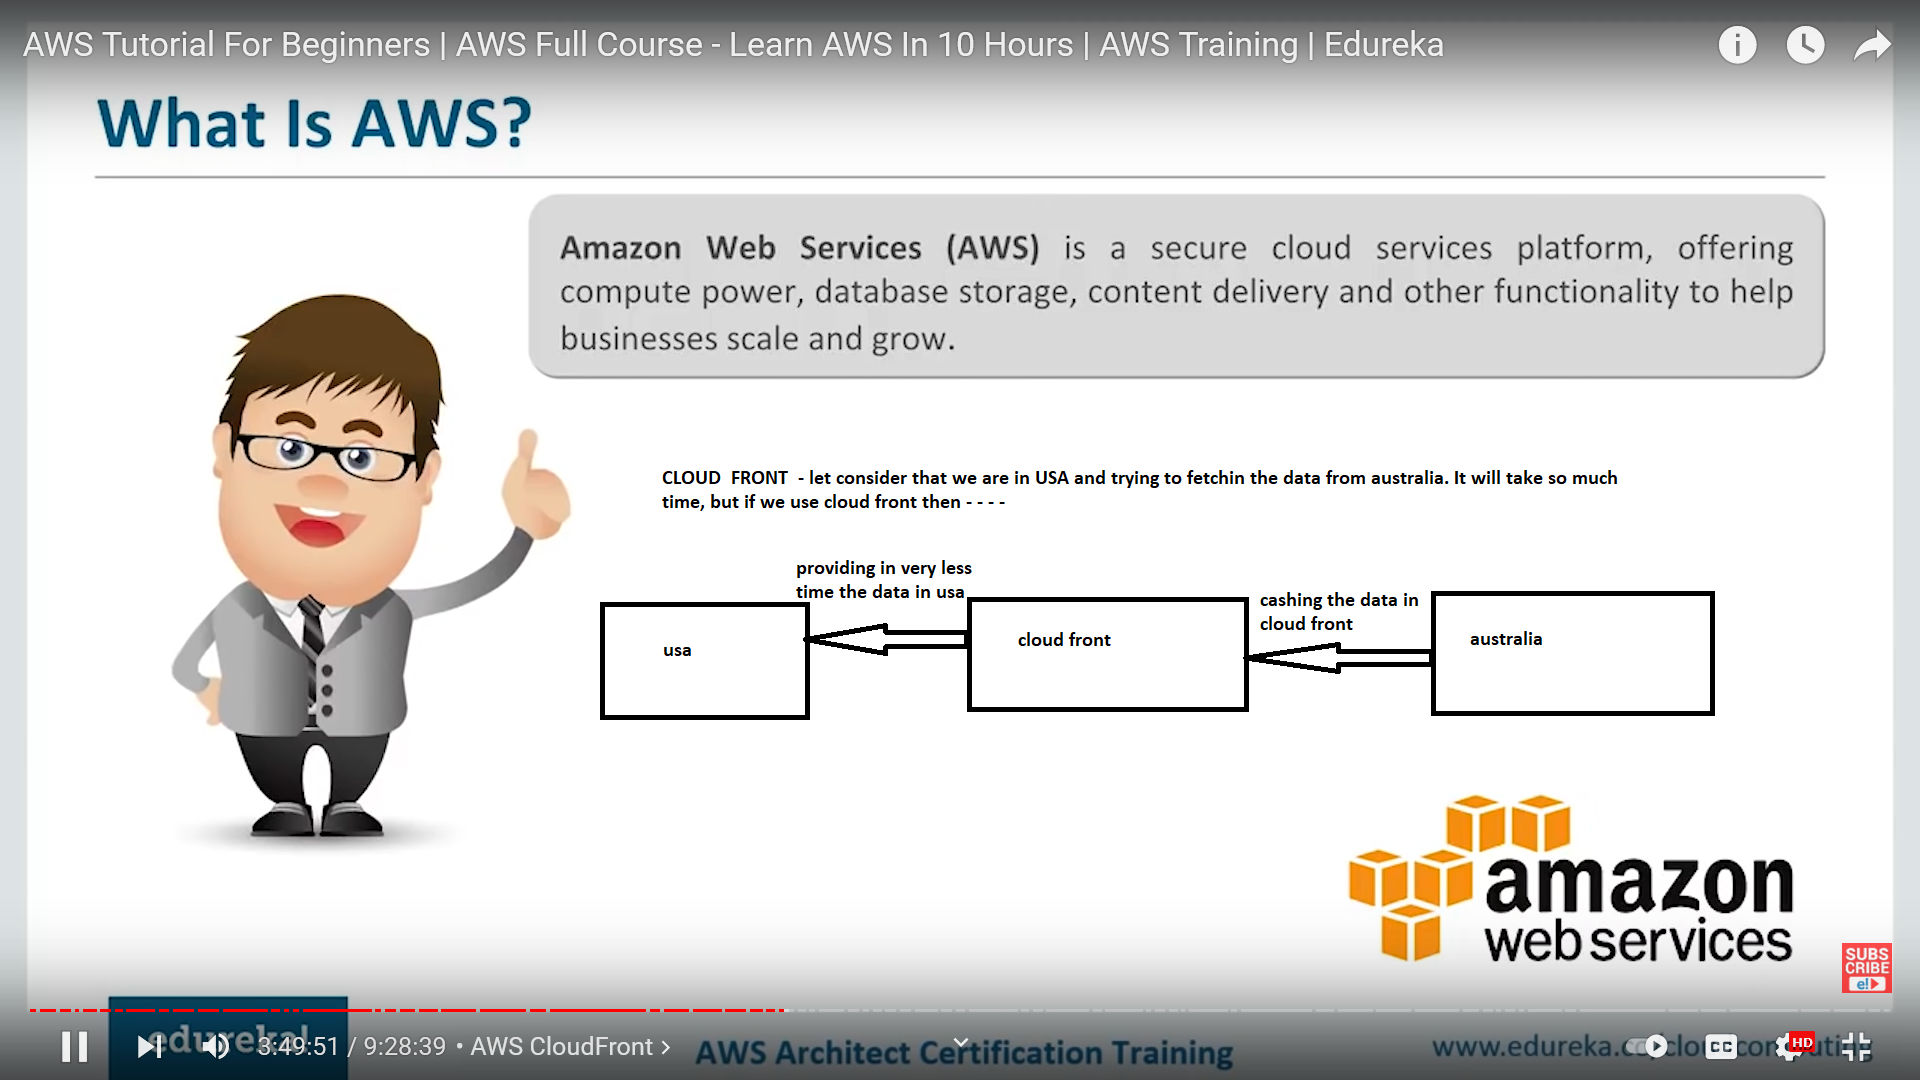 AWS Tutorial For Beginners | AWS Full Course - Learn AWS In 10 Hours | AWS Training | Edureka
What Is AWS?
Amazon Web Services (AWS) is a secure cloud services platform, offering
compute power, database storage, content delivery and other functionality to help
businesses scale and grow.
CLOUD FRONT - let consider that we are in USA and trying to fetchin the data from australia. It will take so much
time, but if we use cloud front then - - - -
providing in very less
time the data in usa
cashing the data in
cloud front
usa
cloud front
australia
amazon
web services
SUBS
CRIBE
e!
edureka!
3:49:51 / 9:28:39 • AWS CloudFront
AWS Architect Certification Training
www.edureka.co/cloudcomputing
CC
HD